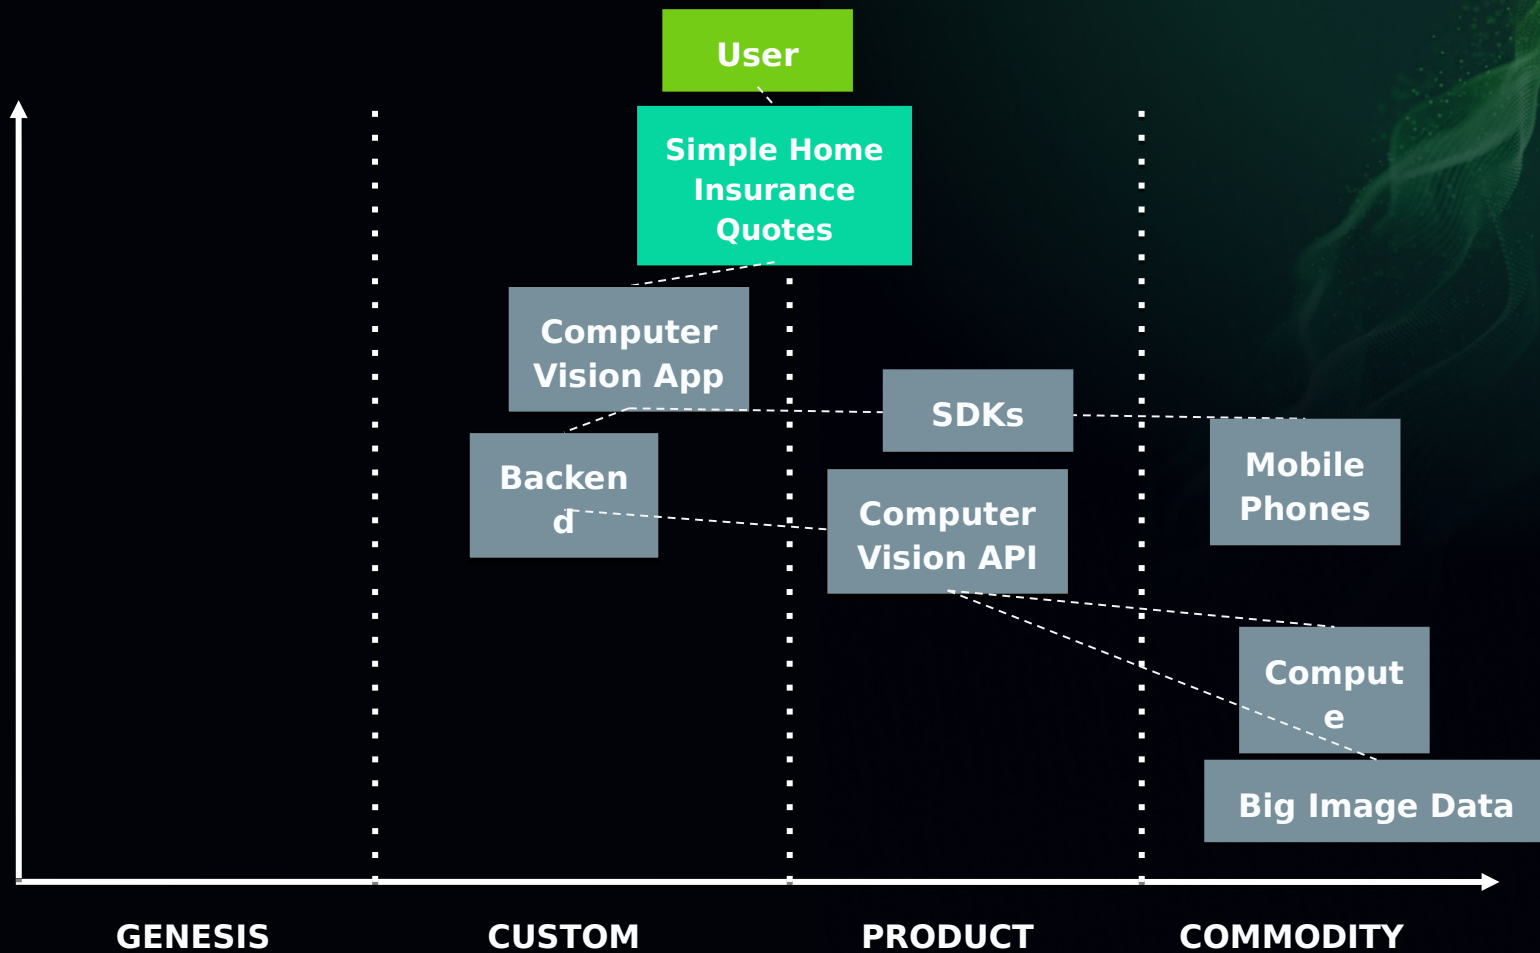 User
Simple Home
Insurance
Quotes
Computer
Vision App
SDKs
Mobile
Phones
Backen
d
Computer
Vision API
Comput
e
Big Image Data
GENESIS
CUSTOM
PRODUCT
COMMODITY